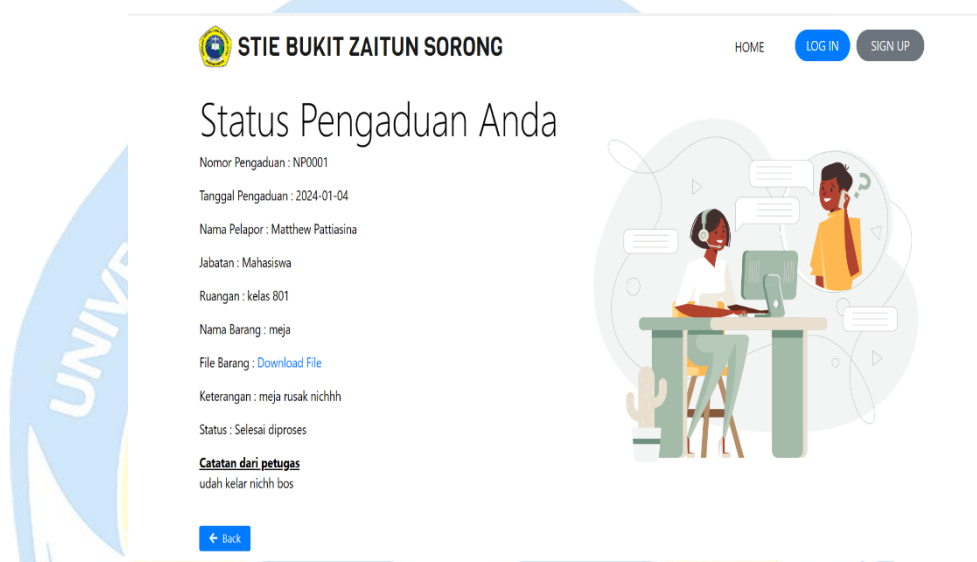 STIE BUKIT ZAITUN SORONG
HOME
LOG IN
SIGN UP
Status Pengaduan Anda
Nomor Pengaduan : NP0001
Tanggal Pengaduan : 2024-01-04
Nama Pelapor : Matthew Pattiasina
Jabatan : Mahasiswa
Ruangan : kelas 801
Nama Barang : meja
File Barang : Download File
Keterangan : meja rusak nichhh
Status : Selesai diproses
Catatan dari petugas
udah kelar nichh bos
← Back
?